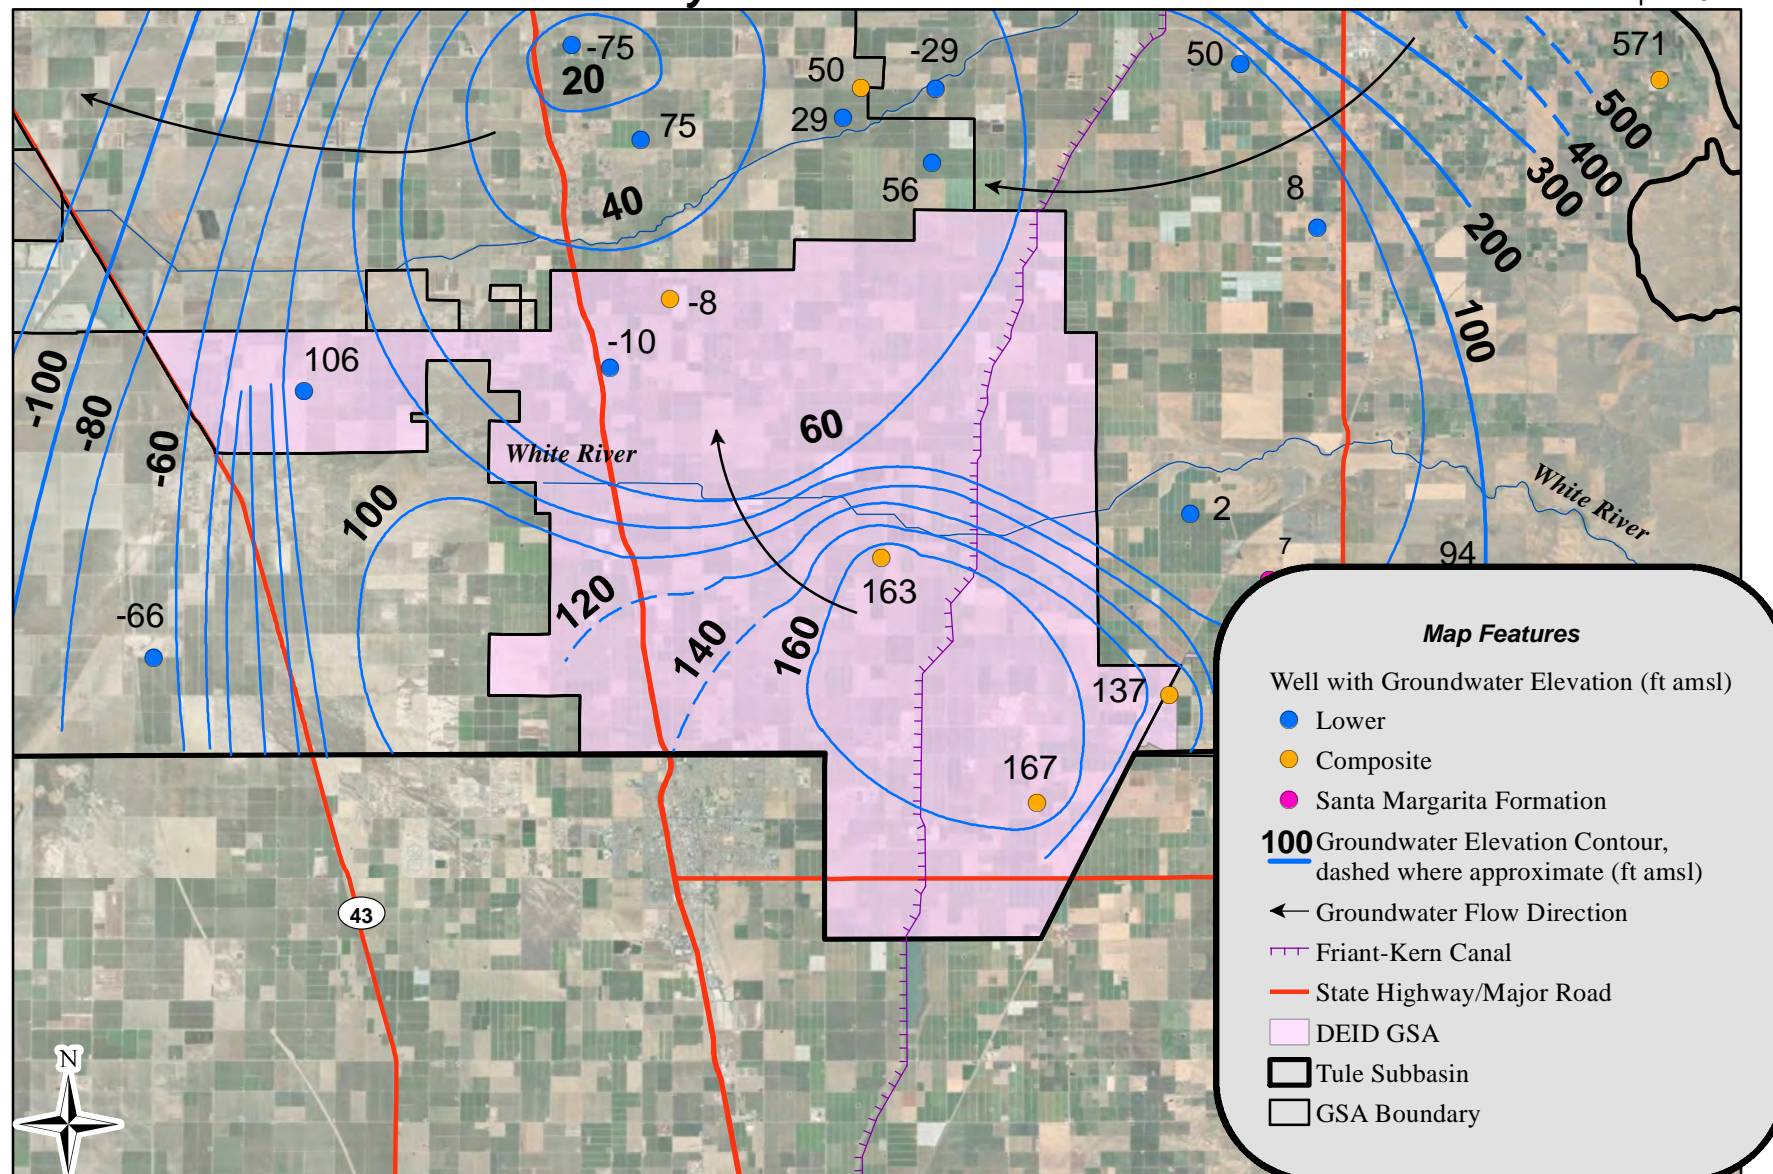 -75
20
50
-29
50
571
29
75
56
500
400
300
8
40
200
-8
-10
100
106
-100
-80
-60
60
White River
White River
100
2
7
94
163
120
140
160
-66
137
167
43
N
Map Features
Well with Groundwater Elevation (ft amsl)
Lower
Composite
Santa Margarita Formation
100 Groundwater Elevation Contour,
dashed where approximate (ft amsl)
Groundwater Flow Direction
Friant-Kern Canal
State Highway/Major Road
DEID GSA
Tule Subbasin
GSA Boundary